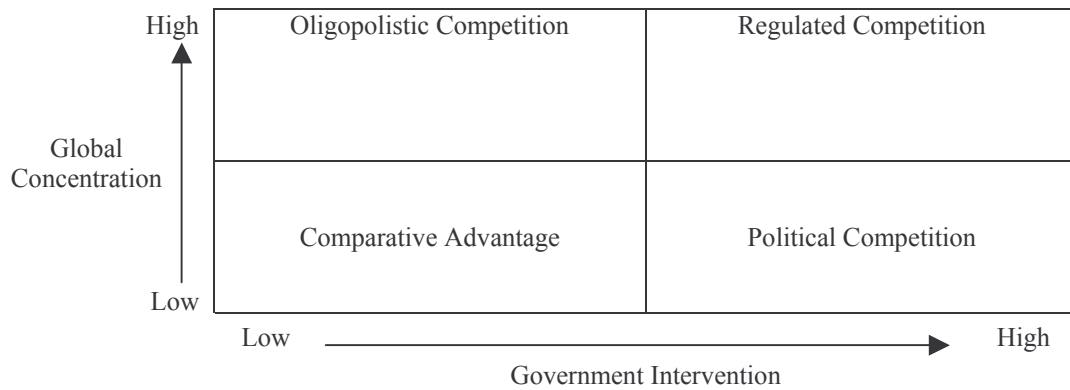 High
Oligopolistic Competition
Regulated Competition
Global
Concentration
Comparative Advantage
Political Competition
Low
Low
High
Government Intervention